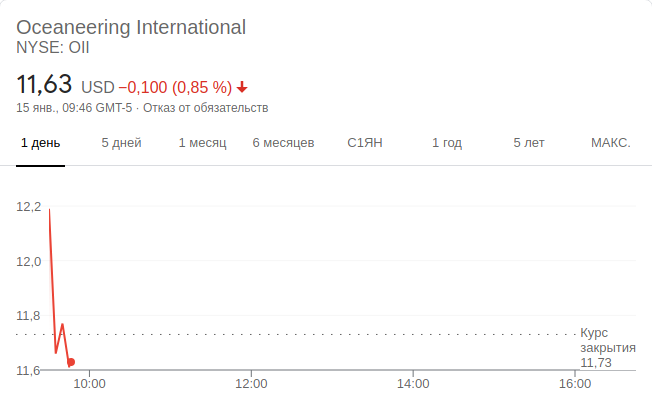 Oceaneering International
NYSE: OII
11,63 USD −0,100 (0,85 %)
15 янв., 09:46 GMT-5 · Отказ от обязательств
1 день 5 дней 1 месяц 6 месяцев С1ЯН 1 год 5 лет МАКС.
12,2
12,0
11,8
Курс
закрытия
11,73
11,6
10:00 12:00 14:00 16:00